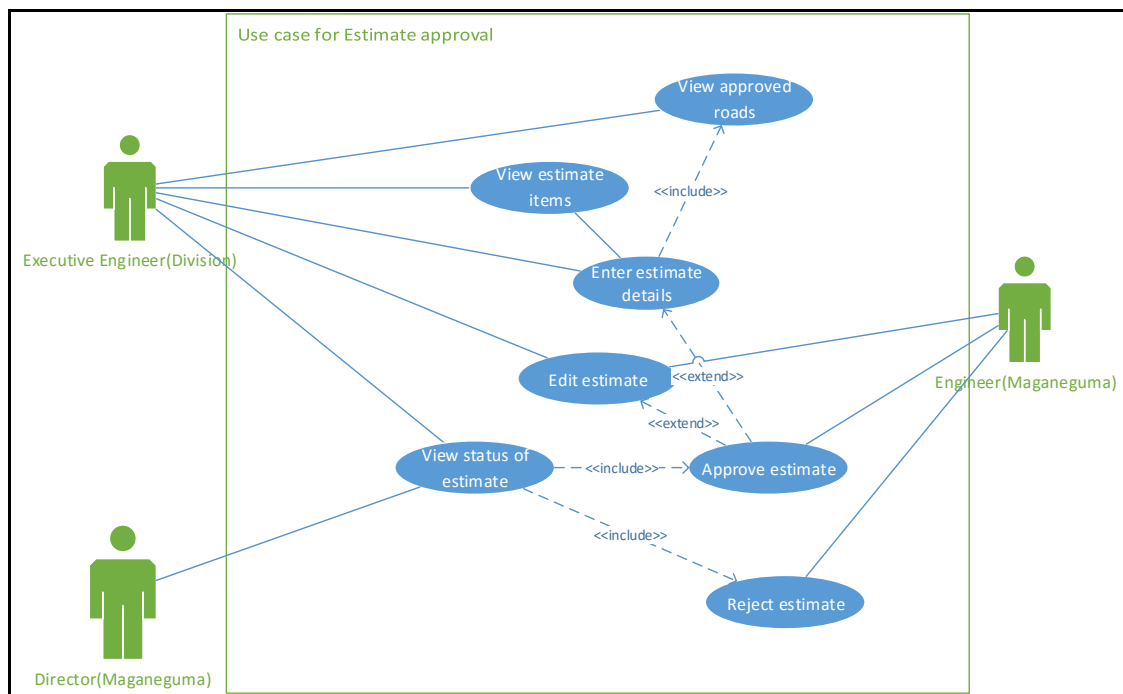 Use case for Estimate approval
View approved
roads
View estimate
items
<<include>>
Executive Engineer(Division)
Enter estimate
details
Edit estimate
<<extend>>
Engineer(Maganeguma)
<<extend>>
View status of
estimate
<<include>>
Approve estimate
<<include>>
Reject estimate
Director(Maganeguma)